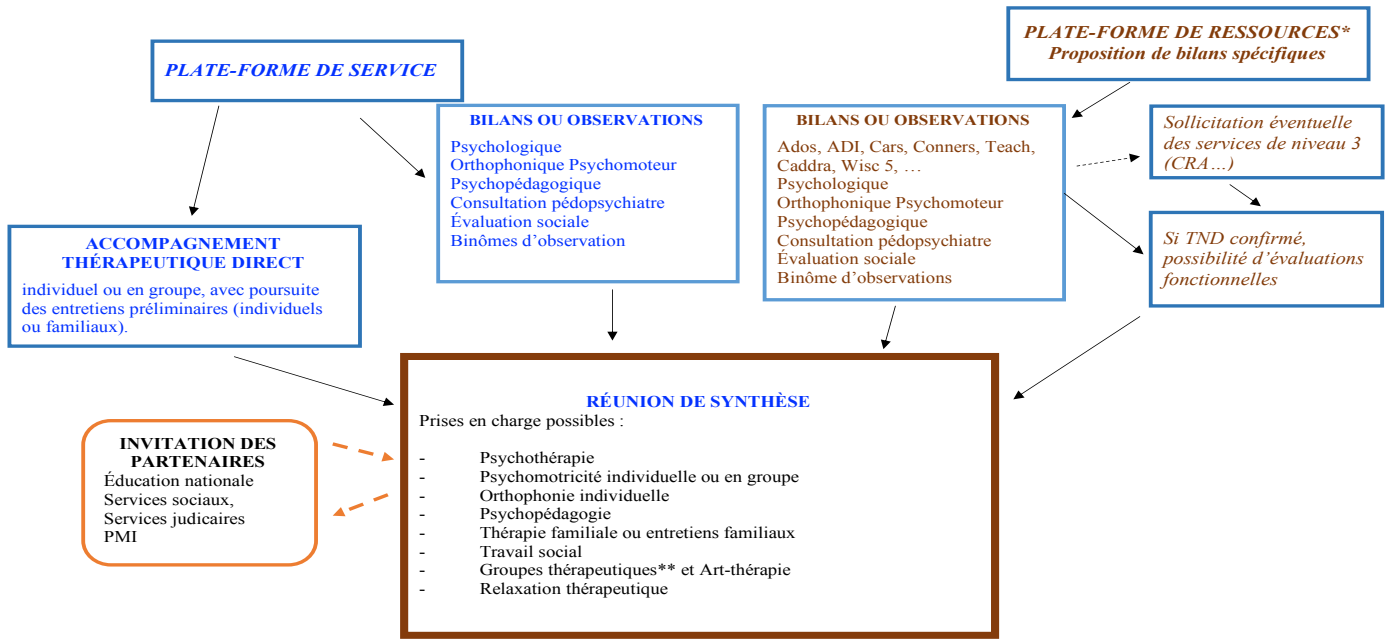 PLATE-FORME DE SERVICE
PLATE-FORME DE RESSOURCES*
Proposition de bilans spécifiques
BILANS OU OBSERVATIONS
Psychologique
Orthophonique Psychomoteur
Psychopédagogique
Consultation pédopsychiatre
Évaluation sociale
Binômes d’observation
BILANS OU OBSERVATIONS
Ados, ADI, Cars, Conners, Teach,
Caddra, Wisc 5, …
Psychologique
Orthophonique Psychomoteur
Psychopédagogique
Consultation pédopsychiatre
Évaluation sociale
Binôme d’observations
Sollicitation éventuelle
des services de niveau 3
(CRA…)
Si TND confirmé,
possibilité d’évaluations
fonctionnelles
ACCOMPAGNEMENT
THÉRAPEUTIQUE DIRECT
individuel ou en groupe, avec poursuite
des entretiens préliminaires (individuels
ou familiaux).
RÉUNION DE SYNTHÈSE
Prises en charge possibles :
- Psychothérapie
- Psychomotricité individuelle ou en groupe
- Orthophonie individuelle
- Psychopédagogie
- Thérapie familiale ou entretiens familiaux
- Travail social
- Groupes thérapeutiques** et Art-thérapie
- Relaxation thérapeutique
INVITATION DES
PARTENAIRES
Éducation nationale
Services sociaux,
Services judicaires
PMI